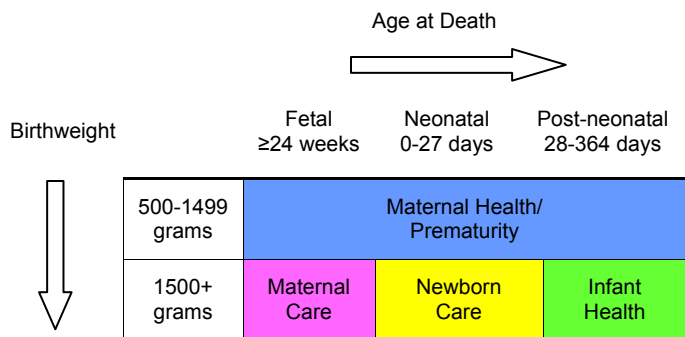 Age at Death
Birthweight
Fetal
≥24 weeks
Neonatal
0-27 days
Post-neonatal
28-364 days
500-1499
grams
Maternal Health/
Prematurity
1500+
grams
Maternal
Care
Newborn
Care
Infant
Health